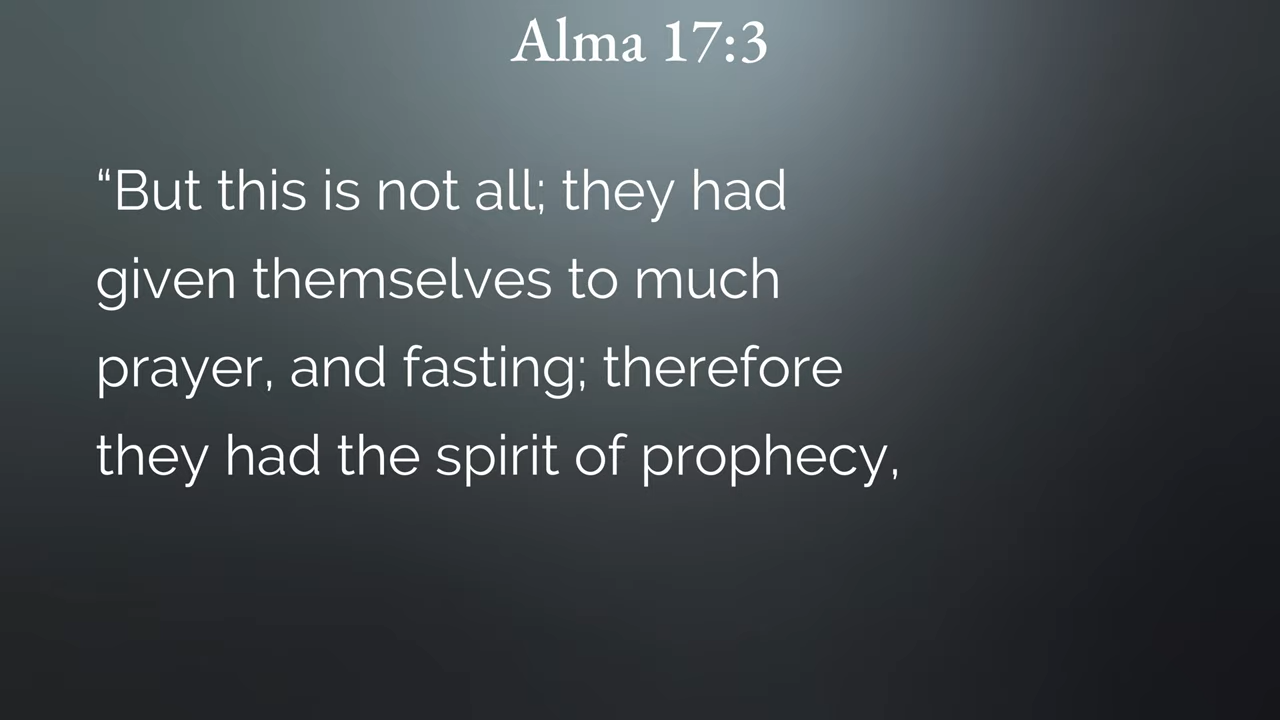 Alma 17:3
“But this is not all; they had
given themselves to much
prayer, and fasting; therefore
they had the spirit of prophecy,